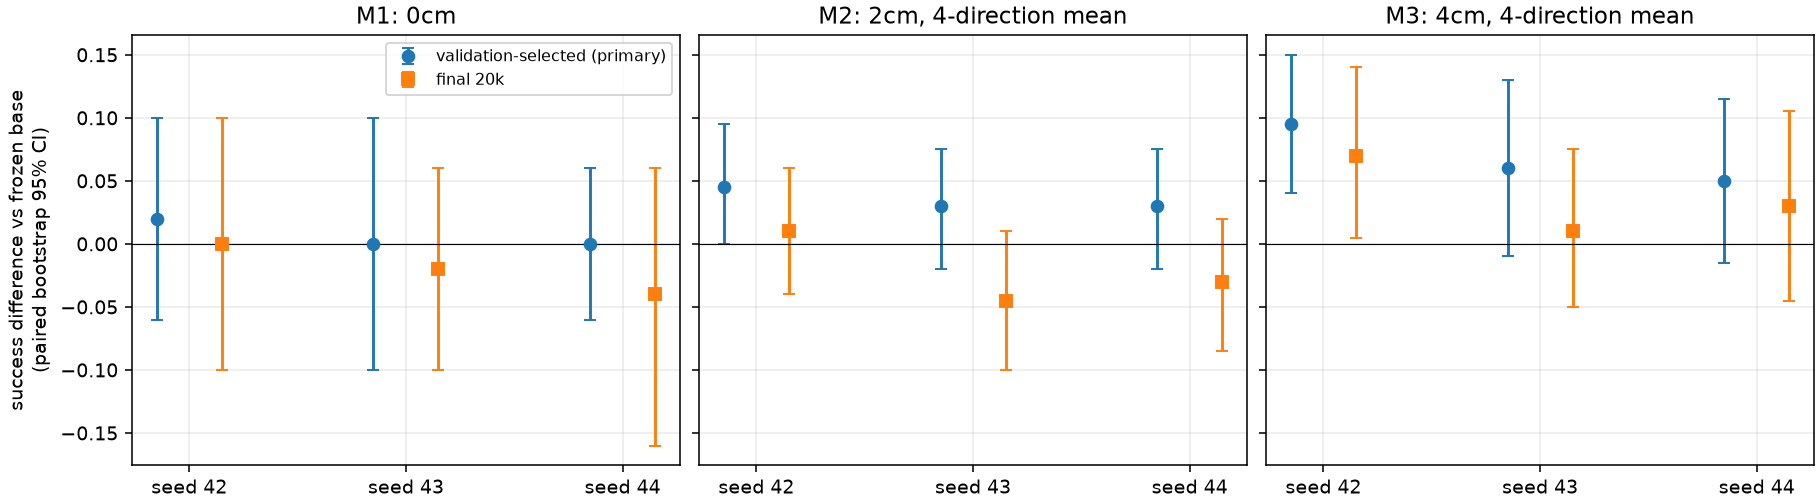 M1: 0cm
M2: 2cm, 4-direction mean
M3: 4cm, 4-direction mean
success difference vs frozen base
(paired bootstrap 95% CI)
0.15
0.10
0.05
0.00
−0.05
−0.10
−0.15
validation-selected (primary)
final 20k
seed 42
seed 43
seed 44
seed 42
seed 43
seed 44
seed 42
seed 43
seed 44